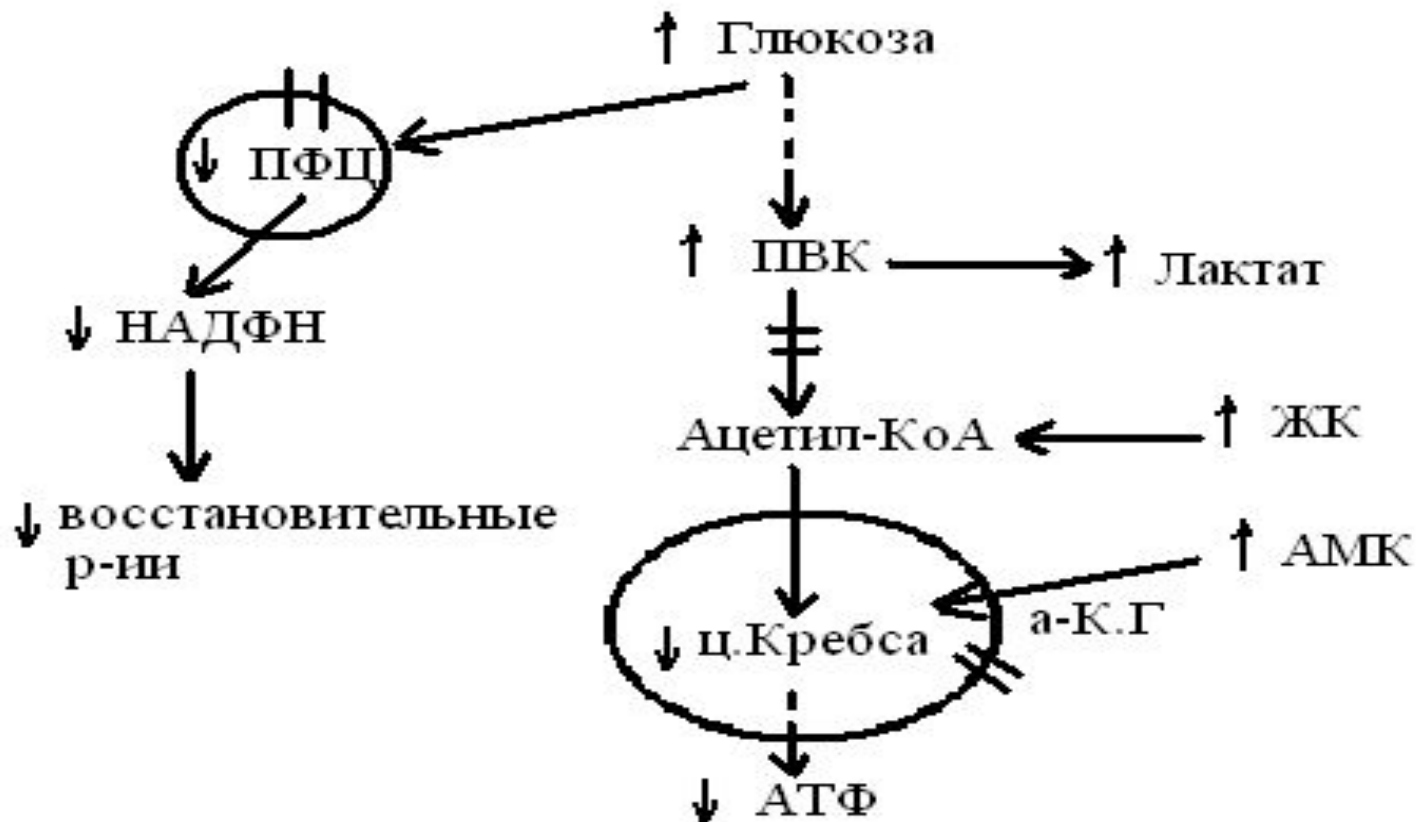 ↑ Глюкоза
↓ ПФЦ
↑ ПВК
↑ Лактат
↓ НАДФН
Ацетил-КоА
↑ ЖК
↓ восстановительные
р-ии
↑ АМК
а-К.Г
↓ ц.Кребса
↓ АТФ